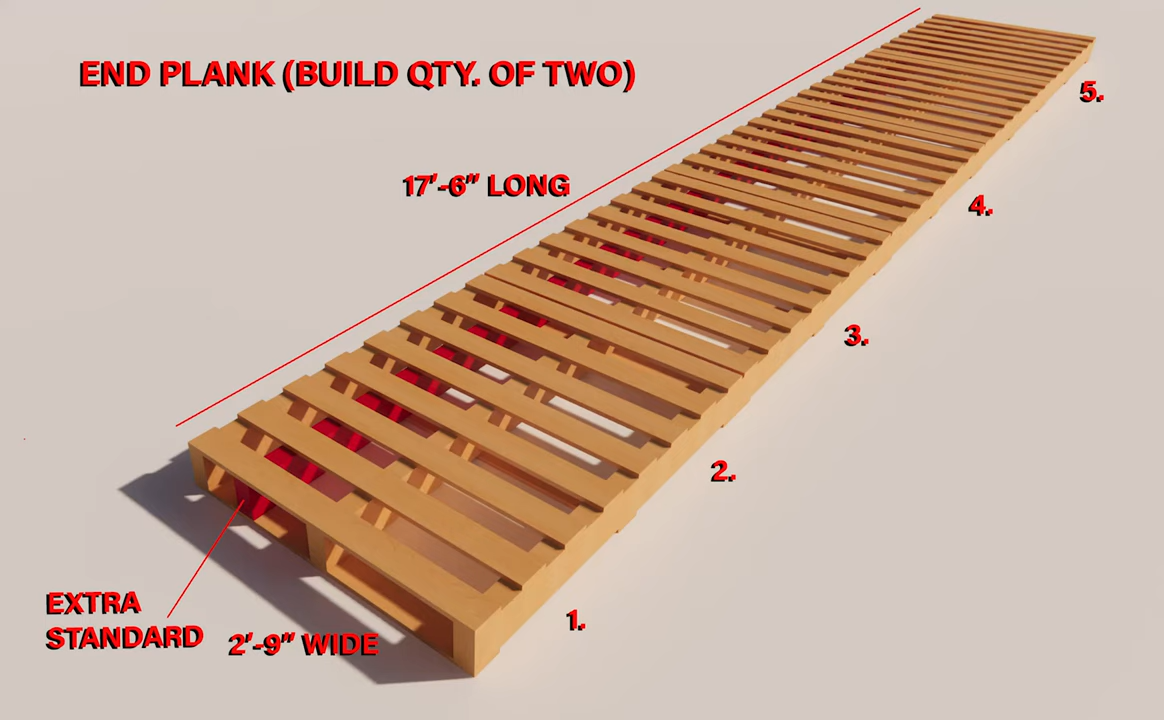 END PLANK (BUILD QTY. OF TWO)
5.
17'-6" LONG
4.
3.
2.
EXTRA
STANDARD
2'-9" WIDE
1.